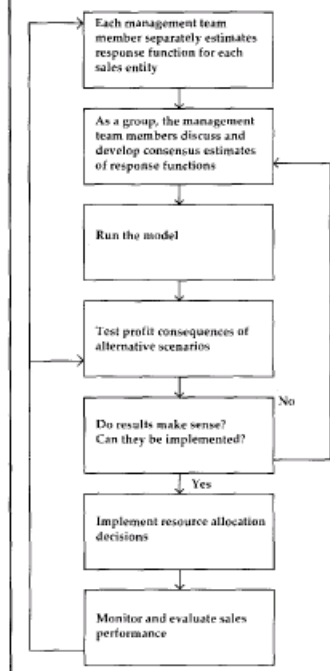 Each management team
member separately estimates
response function for each
sales entity
As a group, the management
team members discuss and
develop consensus estimates
of response functions
Run the model
Test profit consequences of
alternative scenarios
No
Do results make sense?
Can they be implemented?
Yes
Implement resource allocation
decisions
Monitor and evaluate sales
performance